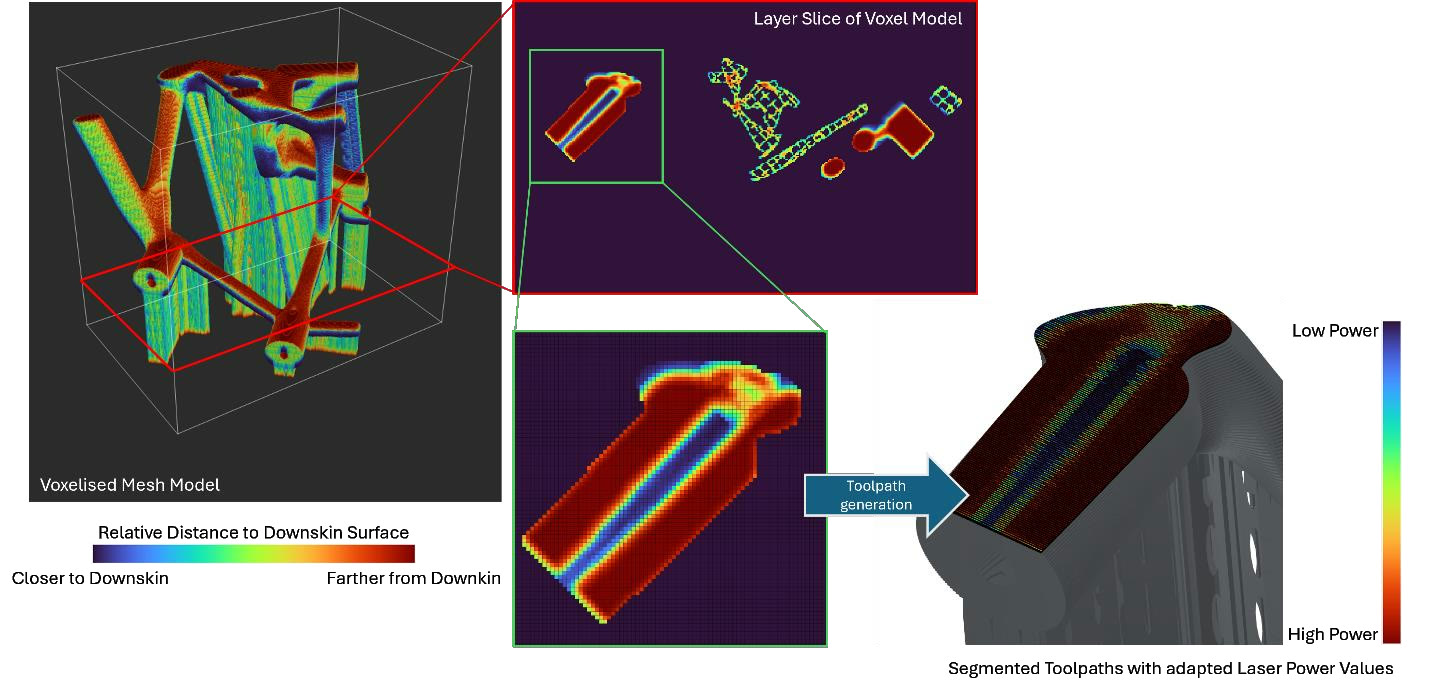 Layer Slice of Voxel Model
Voxelised Mesh Model
Relative Distance to Downskin Surface
Closer to Downskin
Farther from Downkin
Toolpath
generation
Low Power
High Power
Segmented Toolpaths with adapted Laser Power Values